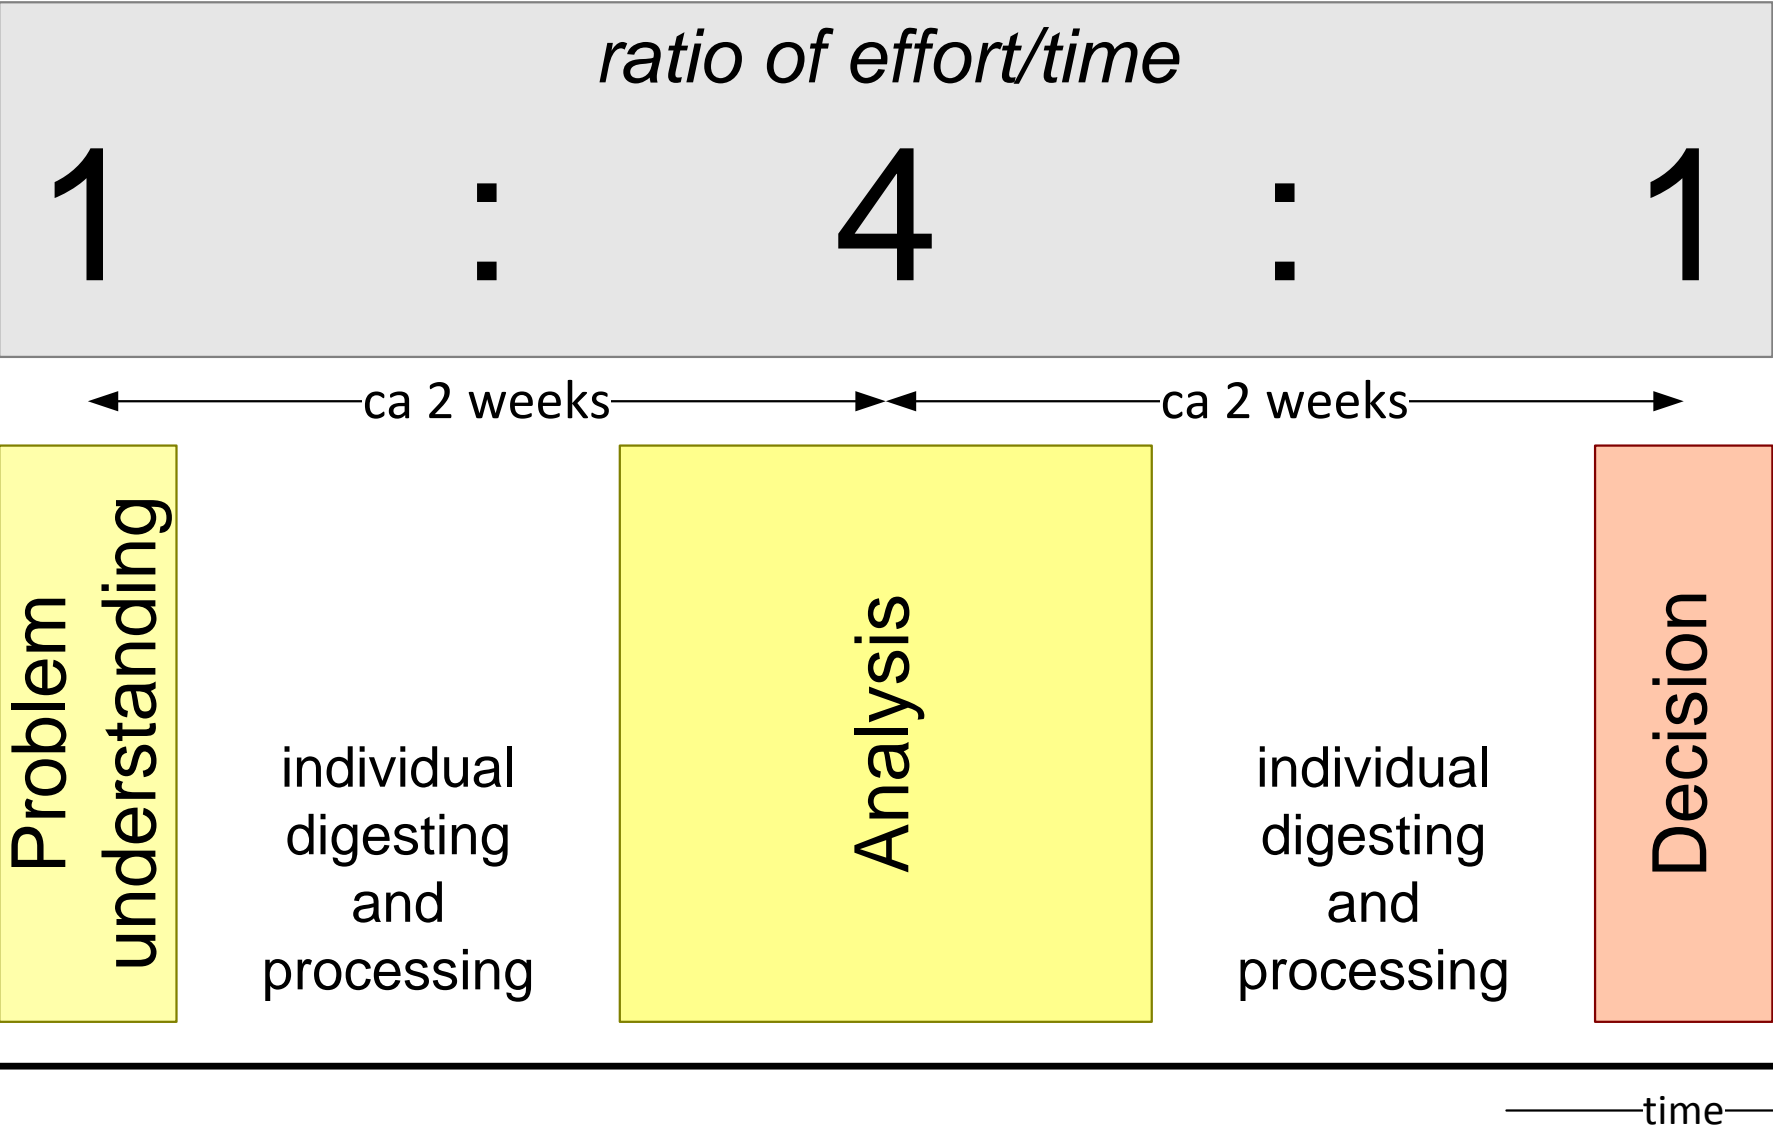 ratio of effort/time
1 : 4 : 1
ca 2 weeks ca 2 weeks
Problem
understanding
individual
digesting
and
processing
Analysis
individual
digesting
and
processing
Decision
time